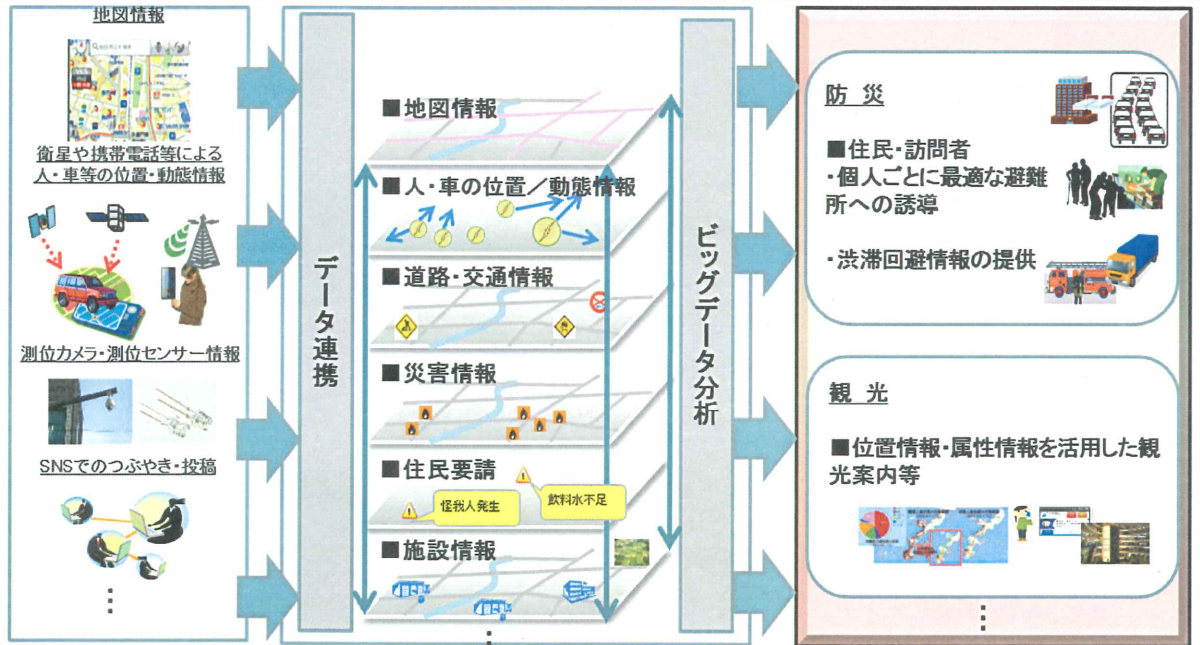 地図情報
衛星や携帯電話等による
人・車等の位置・動態情報
測位カメラ・測位センサー情報
SNSでのつぶやき・投稿
⋮
データ連携
■地図情報
■人・車の位置／動態情報
■道路・交通情報
■災害情報
■住民要請
怪我人発生
飲料水不足
■施設情報
⋮
ビッグデータ分析
防 災
■住民・訪問者
・個人ごとに最適な避難
所への誘導
・渋滞回避情報の提供
観 光
■位置情報・属性情報を活用した観
光案内等
⋮